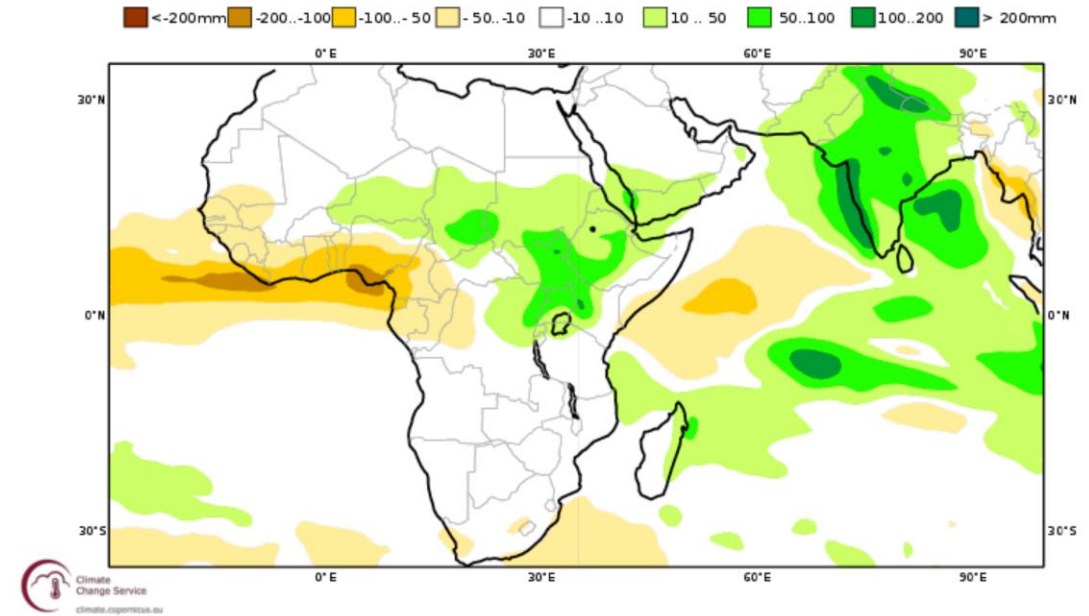 <-200mm -200..-100 -100..- 50 - 50..-10 -10 ..10 10 .. 50 50..100 100..200 > 200mm
0°E 30°E 60°E 90°E
30°N 30°N
0°N 0°N
30°S 30°S
0°E 30°E 60°E 90°E
Climate
Change Service
climate.copernicus.eu